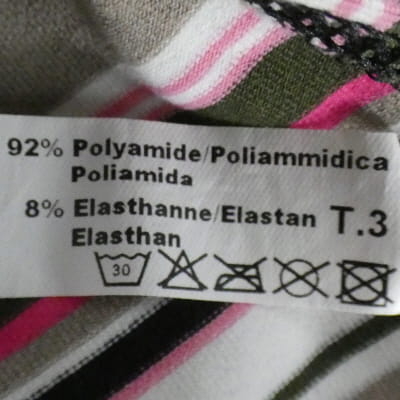 92% Polyamide/Poliammidica
Poliamida
8% Elasthanne/Elastan T.3
Elasthan
30